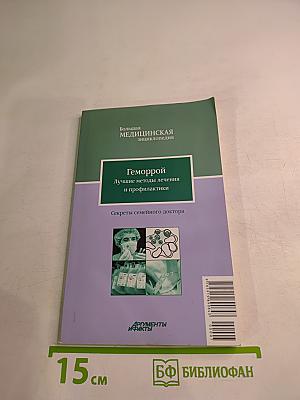 Большая
МЕДИЦИНСКАЯ
энциклопедия
Геморрой
Лучшие методы лечения
и профилактики
Секреты семейного доктора
АРГУМЕНТЫ
И ФАКТЫ
15 см
БФ БИБЛИОФАН